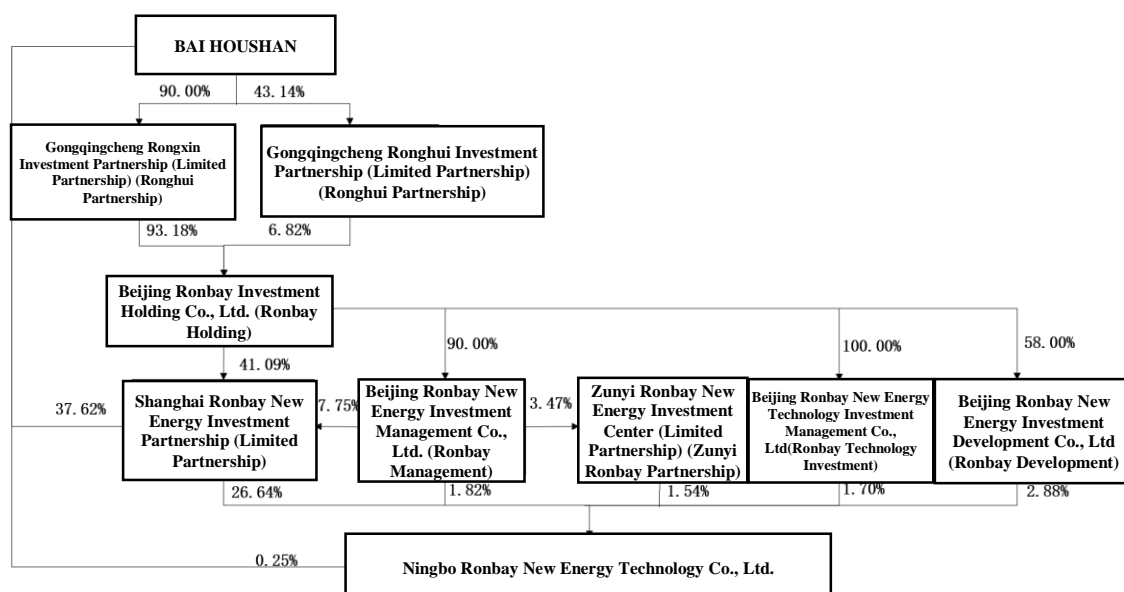 BAI HOUSHAN
90.00%
43.14%
Gongqingcheng Rongxin
Investment Partnership (Limited
Partnership) (Ronghui
Partnership)
Gongqingcheng Ronghui Investment
Partnership (Limited Partnership)
(Ronghui Partnership)
93.18%
6.82%
Beijing Ronbay Investment
Holding Co., Ltd. (Ronbay
Holding)
41.09%
90.00%
100.00%
58.00%
37.62%
Shanghai Ronbay New
Energy Investment
Partnership (Limited
Partnership)
7.75%
Beijing Ronbay New
Energy Investment
Management Co.,
Ltd. (Ronbay
Management)
3.47%
Zunyi Ronbay New
Energy Investment
Center (Limited
Partnership) (Zunyi
Ronbay Partnership)
Beijing Ronbay New Energy
Technology Investment
Management Co.,
Ltd(Ronbay Technology
Investment)
Beijing Ronbay New
Energy Investment
Development Co., Ltd
(Ronbay Development)
26.64%
1.82%
1.54%
1.70%
2.88%
0.25%
Ningbo Ronbay New Energy Technology Co., Ltd.